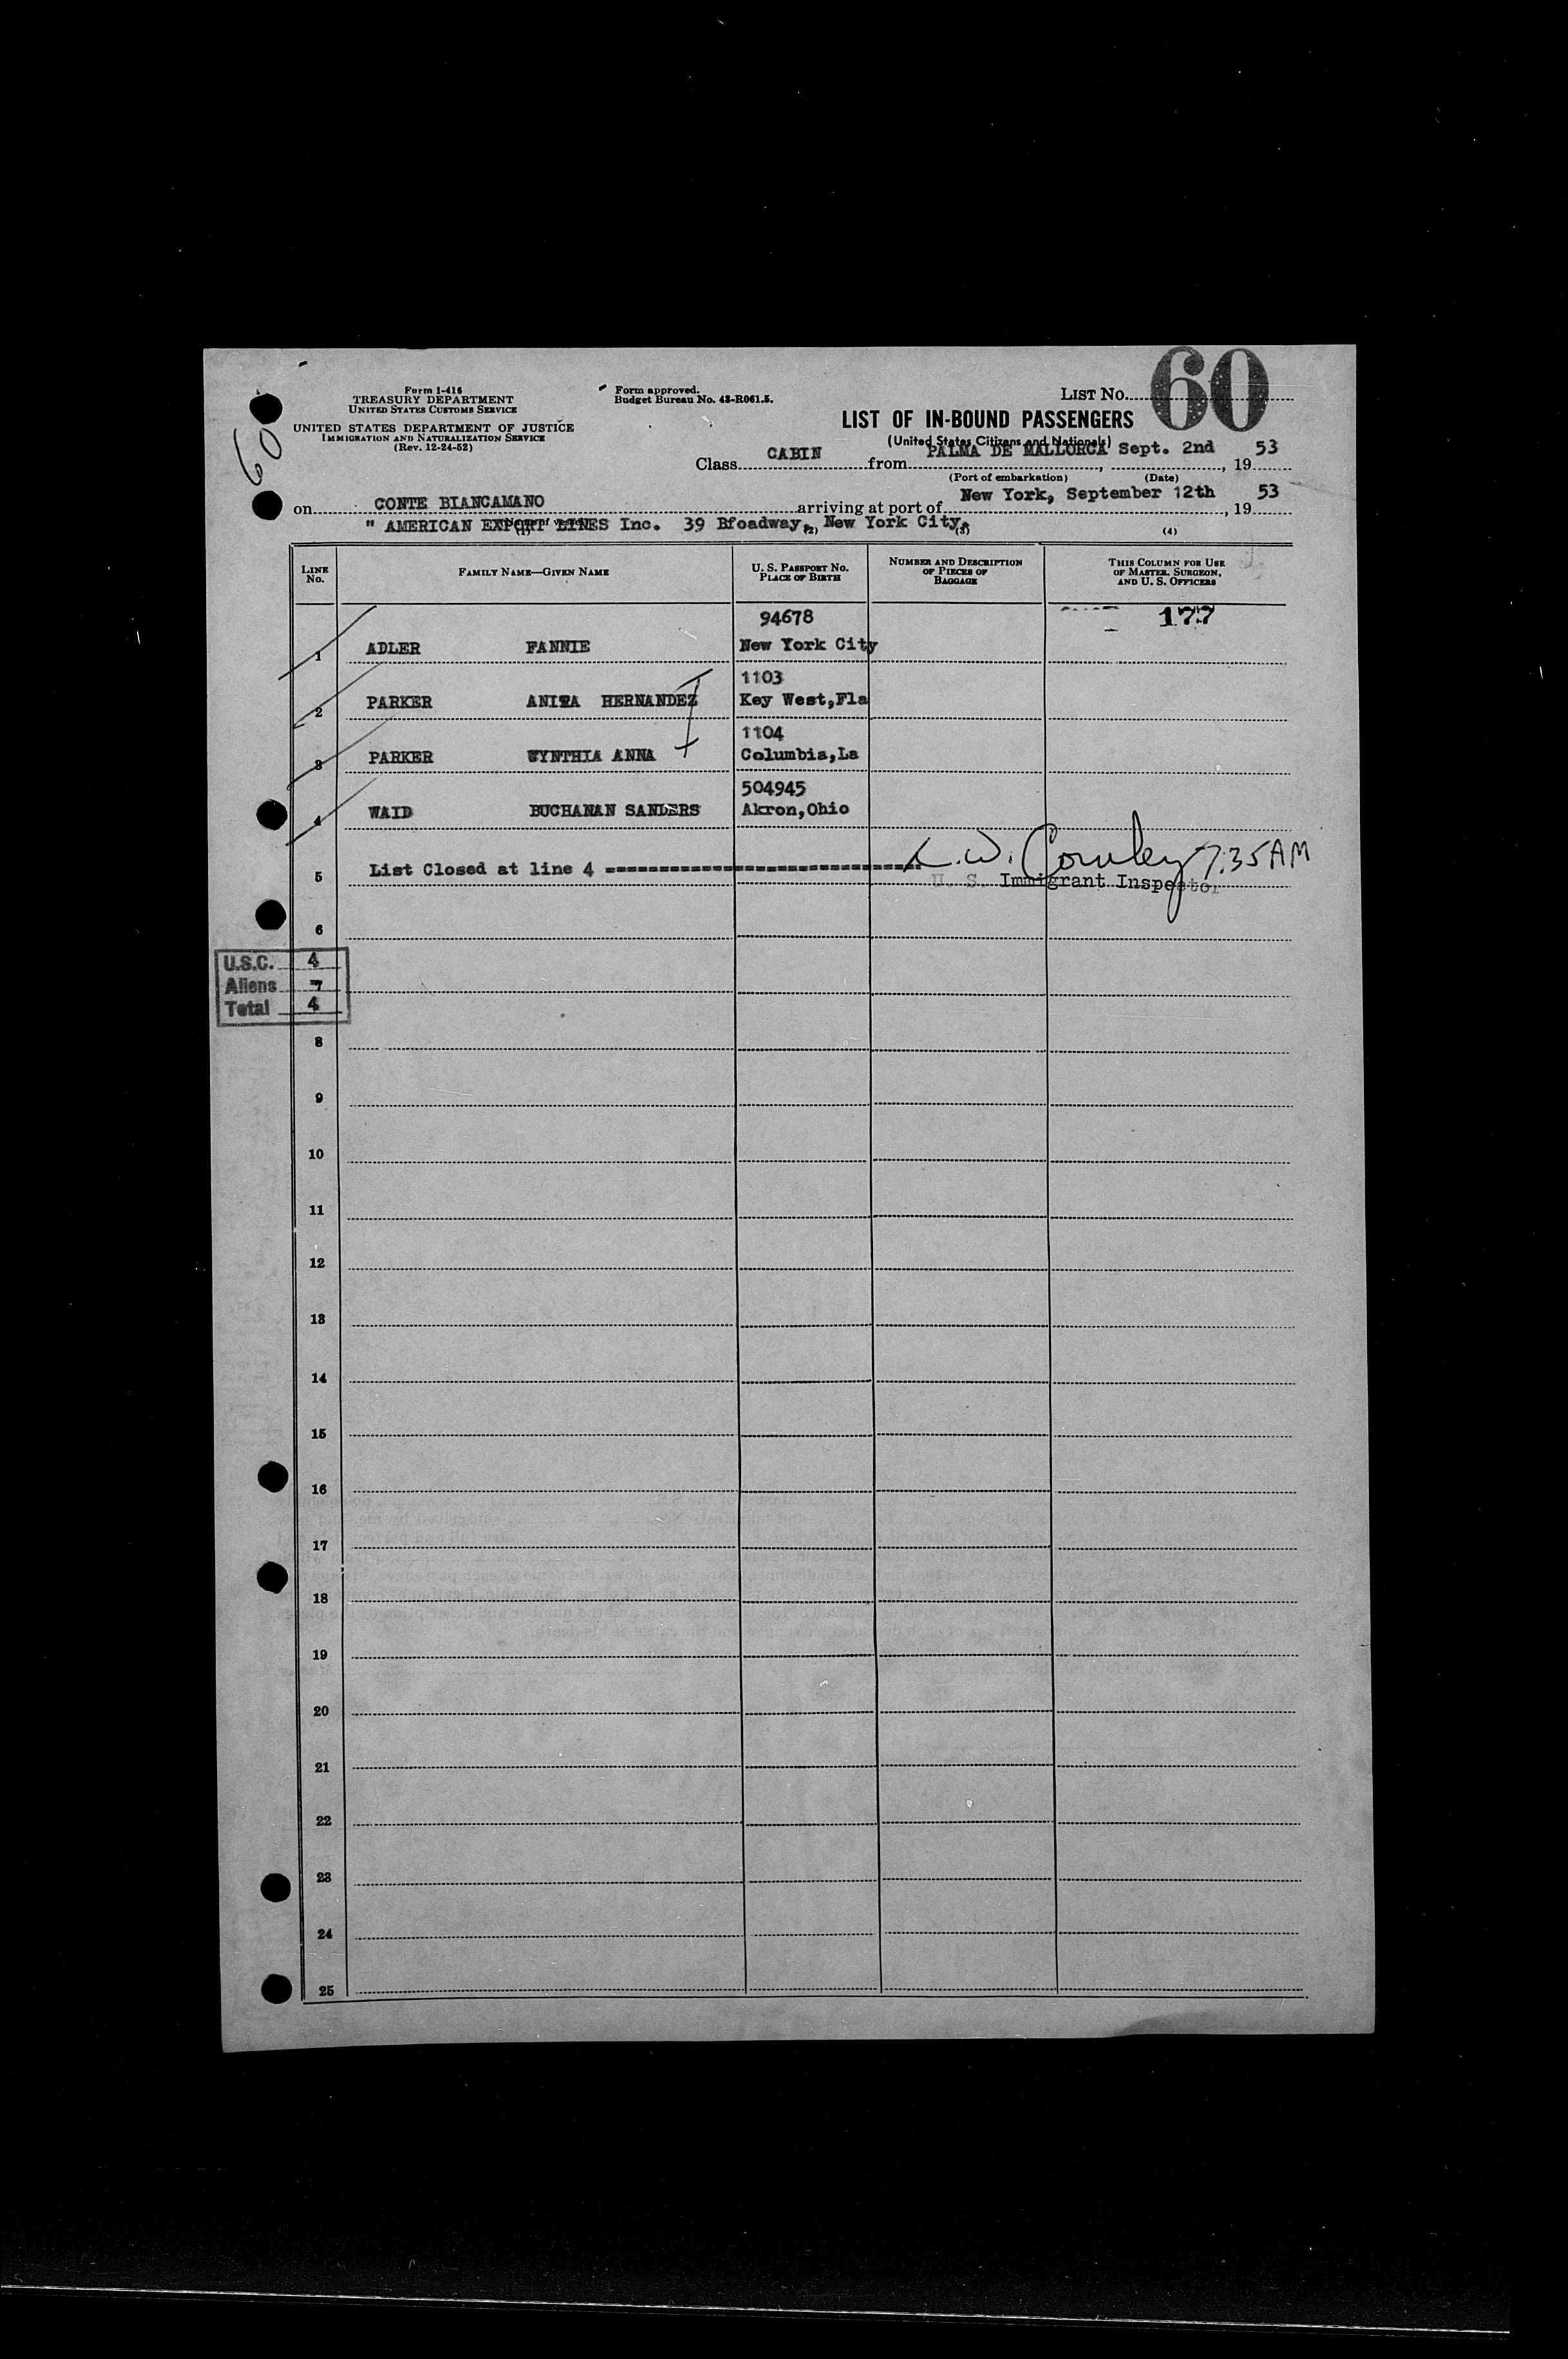 60
Form I-416
TREASURY DEPARTMENT
UNITED STATES CUSTOMS SERVICE
UNITED STATES DEPARTMENT OF JUSTICE
IMMIGRATION AND NATURALIZATION SERVICE
(Rev. 12-24-52)
Form approved.
Budget Bureau No. 43-R061.5.
LIST No. 60
LIST OF IN-BOUND PASSENGERS
(United States Citizens and Nationals)
Class CABIN from PALMA DE MALLORCA, Sept. 2nd, 19 53
(Port of embarkation) (Date)
on CONTE BIANCAMANO arriving at port of New York, September 12th, 19 53
" AMERICAN EXPORT LINES Inc. 39 Bfoadway, New York City,
(1) (2) (3) (4)
LINE No. FAMILY NAME—GIVEN NAME U. S. PASSPORT NO. PLACE OF BIRTH NUMBER AND DESCRIPTION OF PIECES OF BAGGAGE THIS COLUMN FOR USE OF MASTER, SURGEON, AND U. S. OFFICERS
94678 177
1 ADLER FANNIE New York City
1103
2 PARKER ANITA HERNANDEZ Key West,Fla
1104
3 PARKER CYNTHIA ANNA Columbia,La
504945
4 WAID BUCHANAN SANDERS Akron,Ohio
5 List Closed at line 4 7:35 AM
U. S. Immigrant Inspector
6
U.S.C. 4
Aliens
7
Total 4
8
9
10
11
12
13
14
15
16
17
18
19
20
21
22
23
24
25